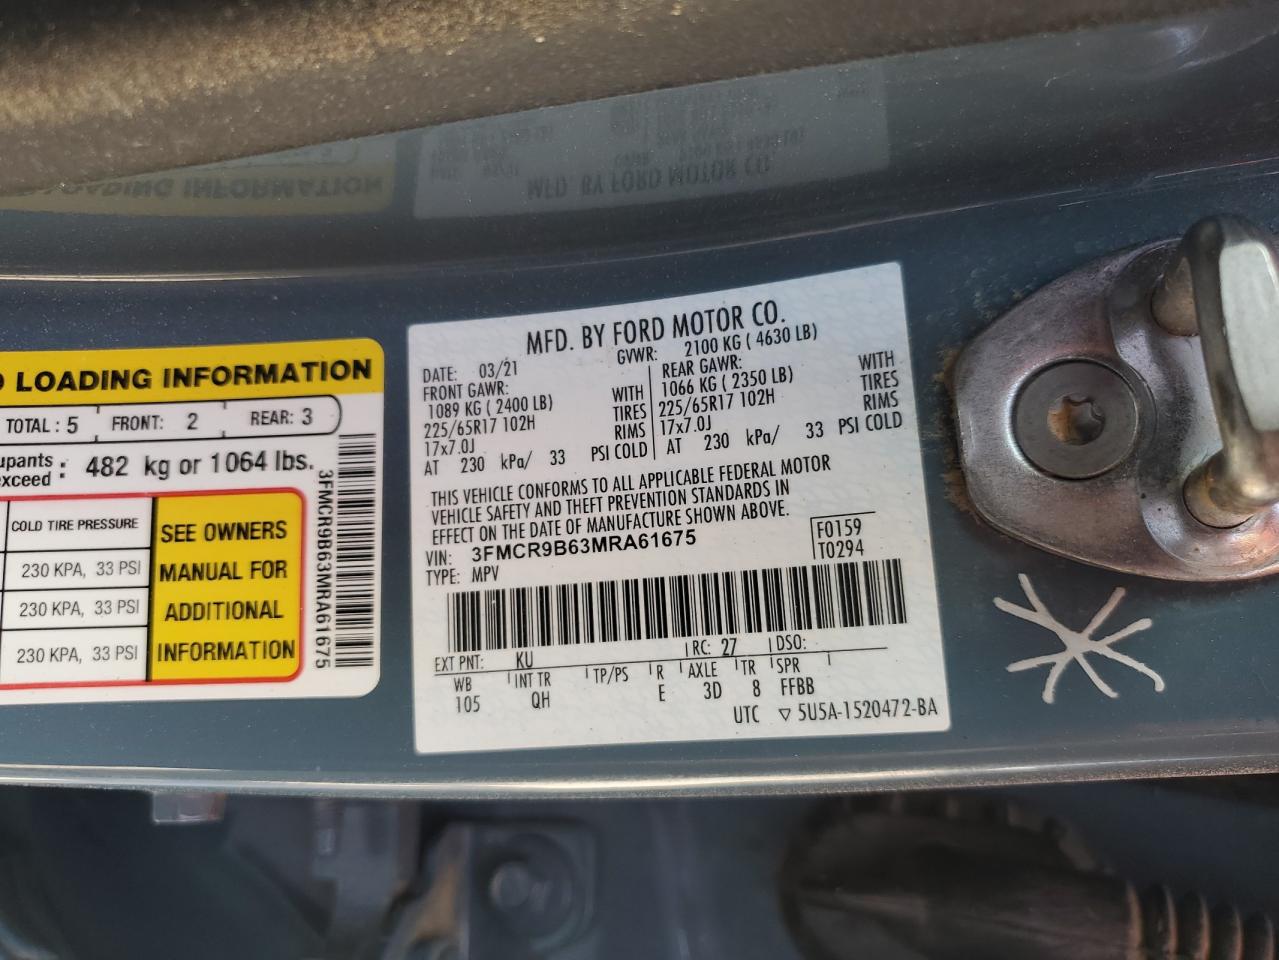 O LOADING INFORMATION
TOTAL: 5 FRONT: 2 REAR: 3
upants
exceed : 482 kg or 1064 lbs.
COLD TIRE PRESSURE
230 KPA, 33 PSI
230 KPA, 33 PSI
230 KPA, 33 PSI
SEE OWNERS
MANUAL FOR
ADDITIONAL
INFORMATION
3FMCR9B63MRA61675
MFD. BY FORD MOTOR CO.
DATE: 03/21 GVWR: 2100 KG ( 4630 LB)
FRONT GAWR: WITH
1089 KG ( 2400 LB) TIRES
225/65R17 102H RIMS
17x7.0J PSI COLD
AT 230 kPa/ 33
REAR GAWR: WITH
1066 KG ( 2350 LB) TIRES
225/65R17 102H RIMS
17x7.0J
AT 230 kPa/ 33 PSI COLD
THIS VEHICLE CONFORMS TO ALL APPLICABLE FEDERAL MOTOR
VEHICLE SAFETY AND THEFT PREVENTION STANDARDS IN
EFFECT ON THE DATE OF MANUFACTURE SHOWN ABOVE.
VIN: 3FMCR9B63MRA61675
TYPE: MPV
F0159
T0294
EXT PNT: KU RC: 27 DSO:
WB INT TR TP/PS R AXLE TR SPR
105 QH E 3D 8 FFBB
UTC ▽ 5U5A-1520472-BA